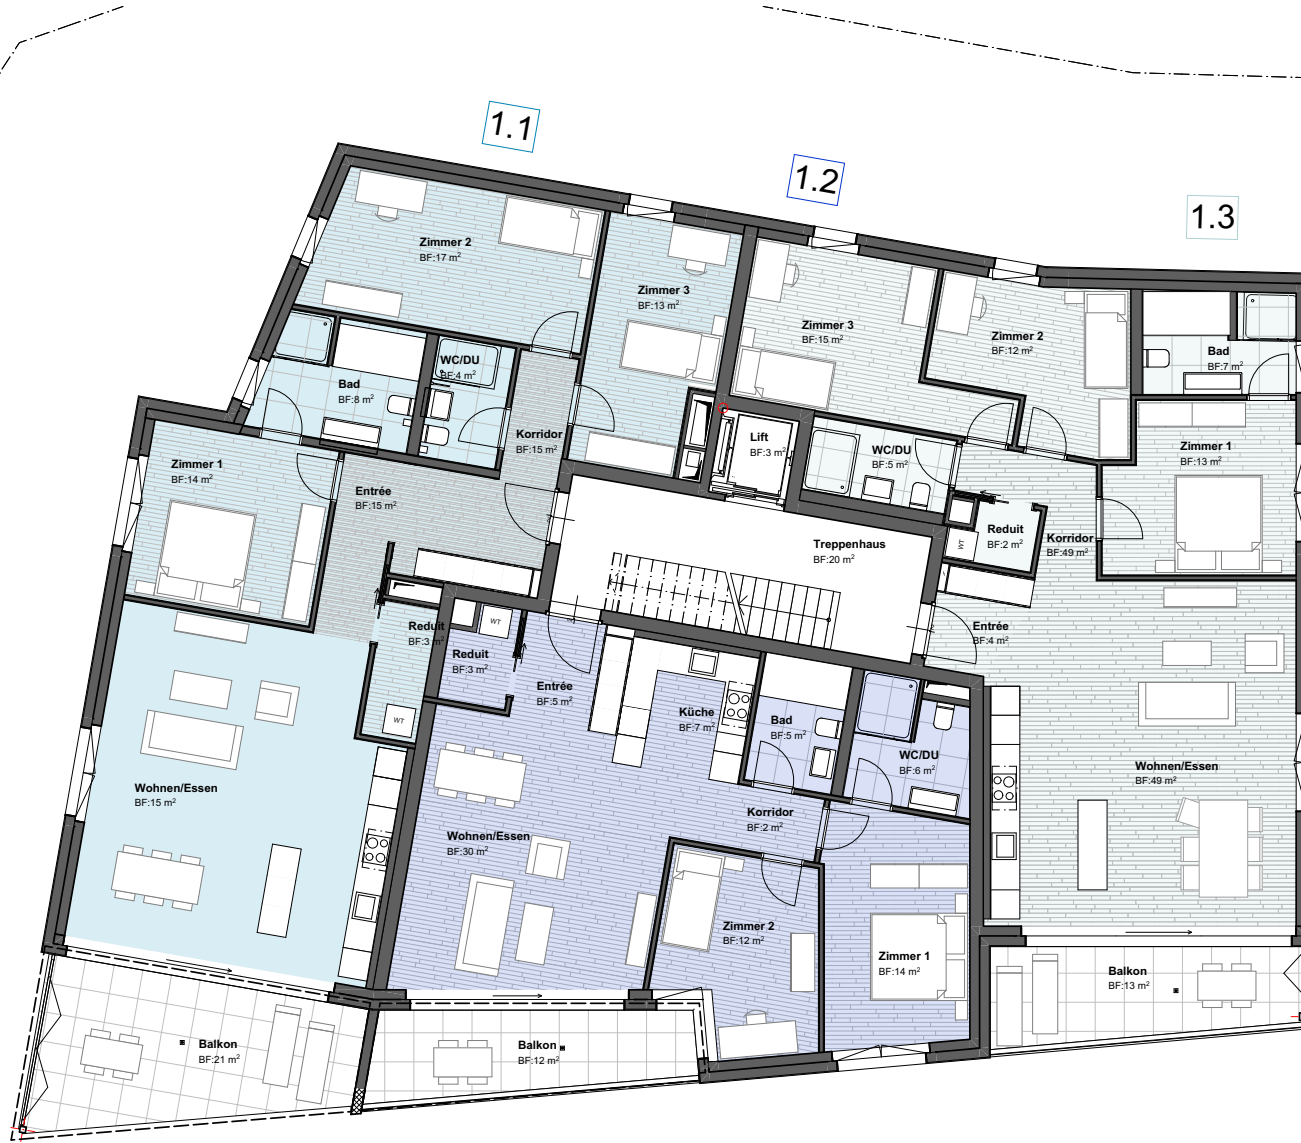 1.1
1.2
1.3
Zimmer 2
BF:17 m²
Zimmer 3
BF:13 m²
Zimmer 3
BF:15 m²
Zimmer 2
BF:12 m²
Bad
BF:7 m²
WC/DU
BF:4 m²
Bad
BF:8 m²
Korridor
BF:15 m²
Lift
BF:3 m²
WC/DU
BF:5 m²
Zimmer 1
BF:13 m²
Zimmer 1
BF:14 m²
Entrée
BF:15 m²
Treppenhaus
BF:20 m²
Reduit
BF:2 m²
WT
Korridor
BF:49 m²
Reduit
BF:3 m²
WT
Reduit
BF:3 m²
WT
Entrée
BF:5 m²
Entrée
BF:4 m²
Küche
BF:7 m²
Bad
BF:5 m²
WC/DU
BF:6 m²
Wohnen/Essen
BF:49 m²
Wohnen/Essen
BF:15 m²
Wohnen/Essen
BF:30 m²
Korridor
BF:2 m²
Zimmer 2
BF:12 m²
Zimmer 1
BF:14 m²
Balkon
BF:13 m²
Balkon
BF:21 m²
Balkon
BF:12 m²